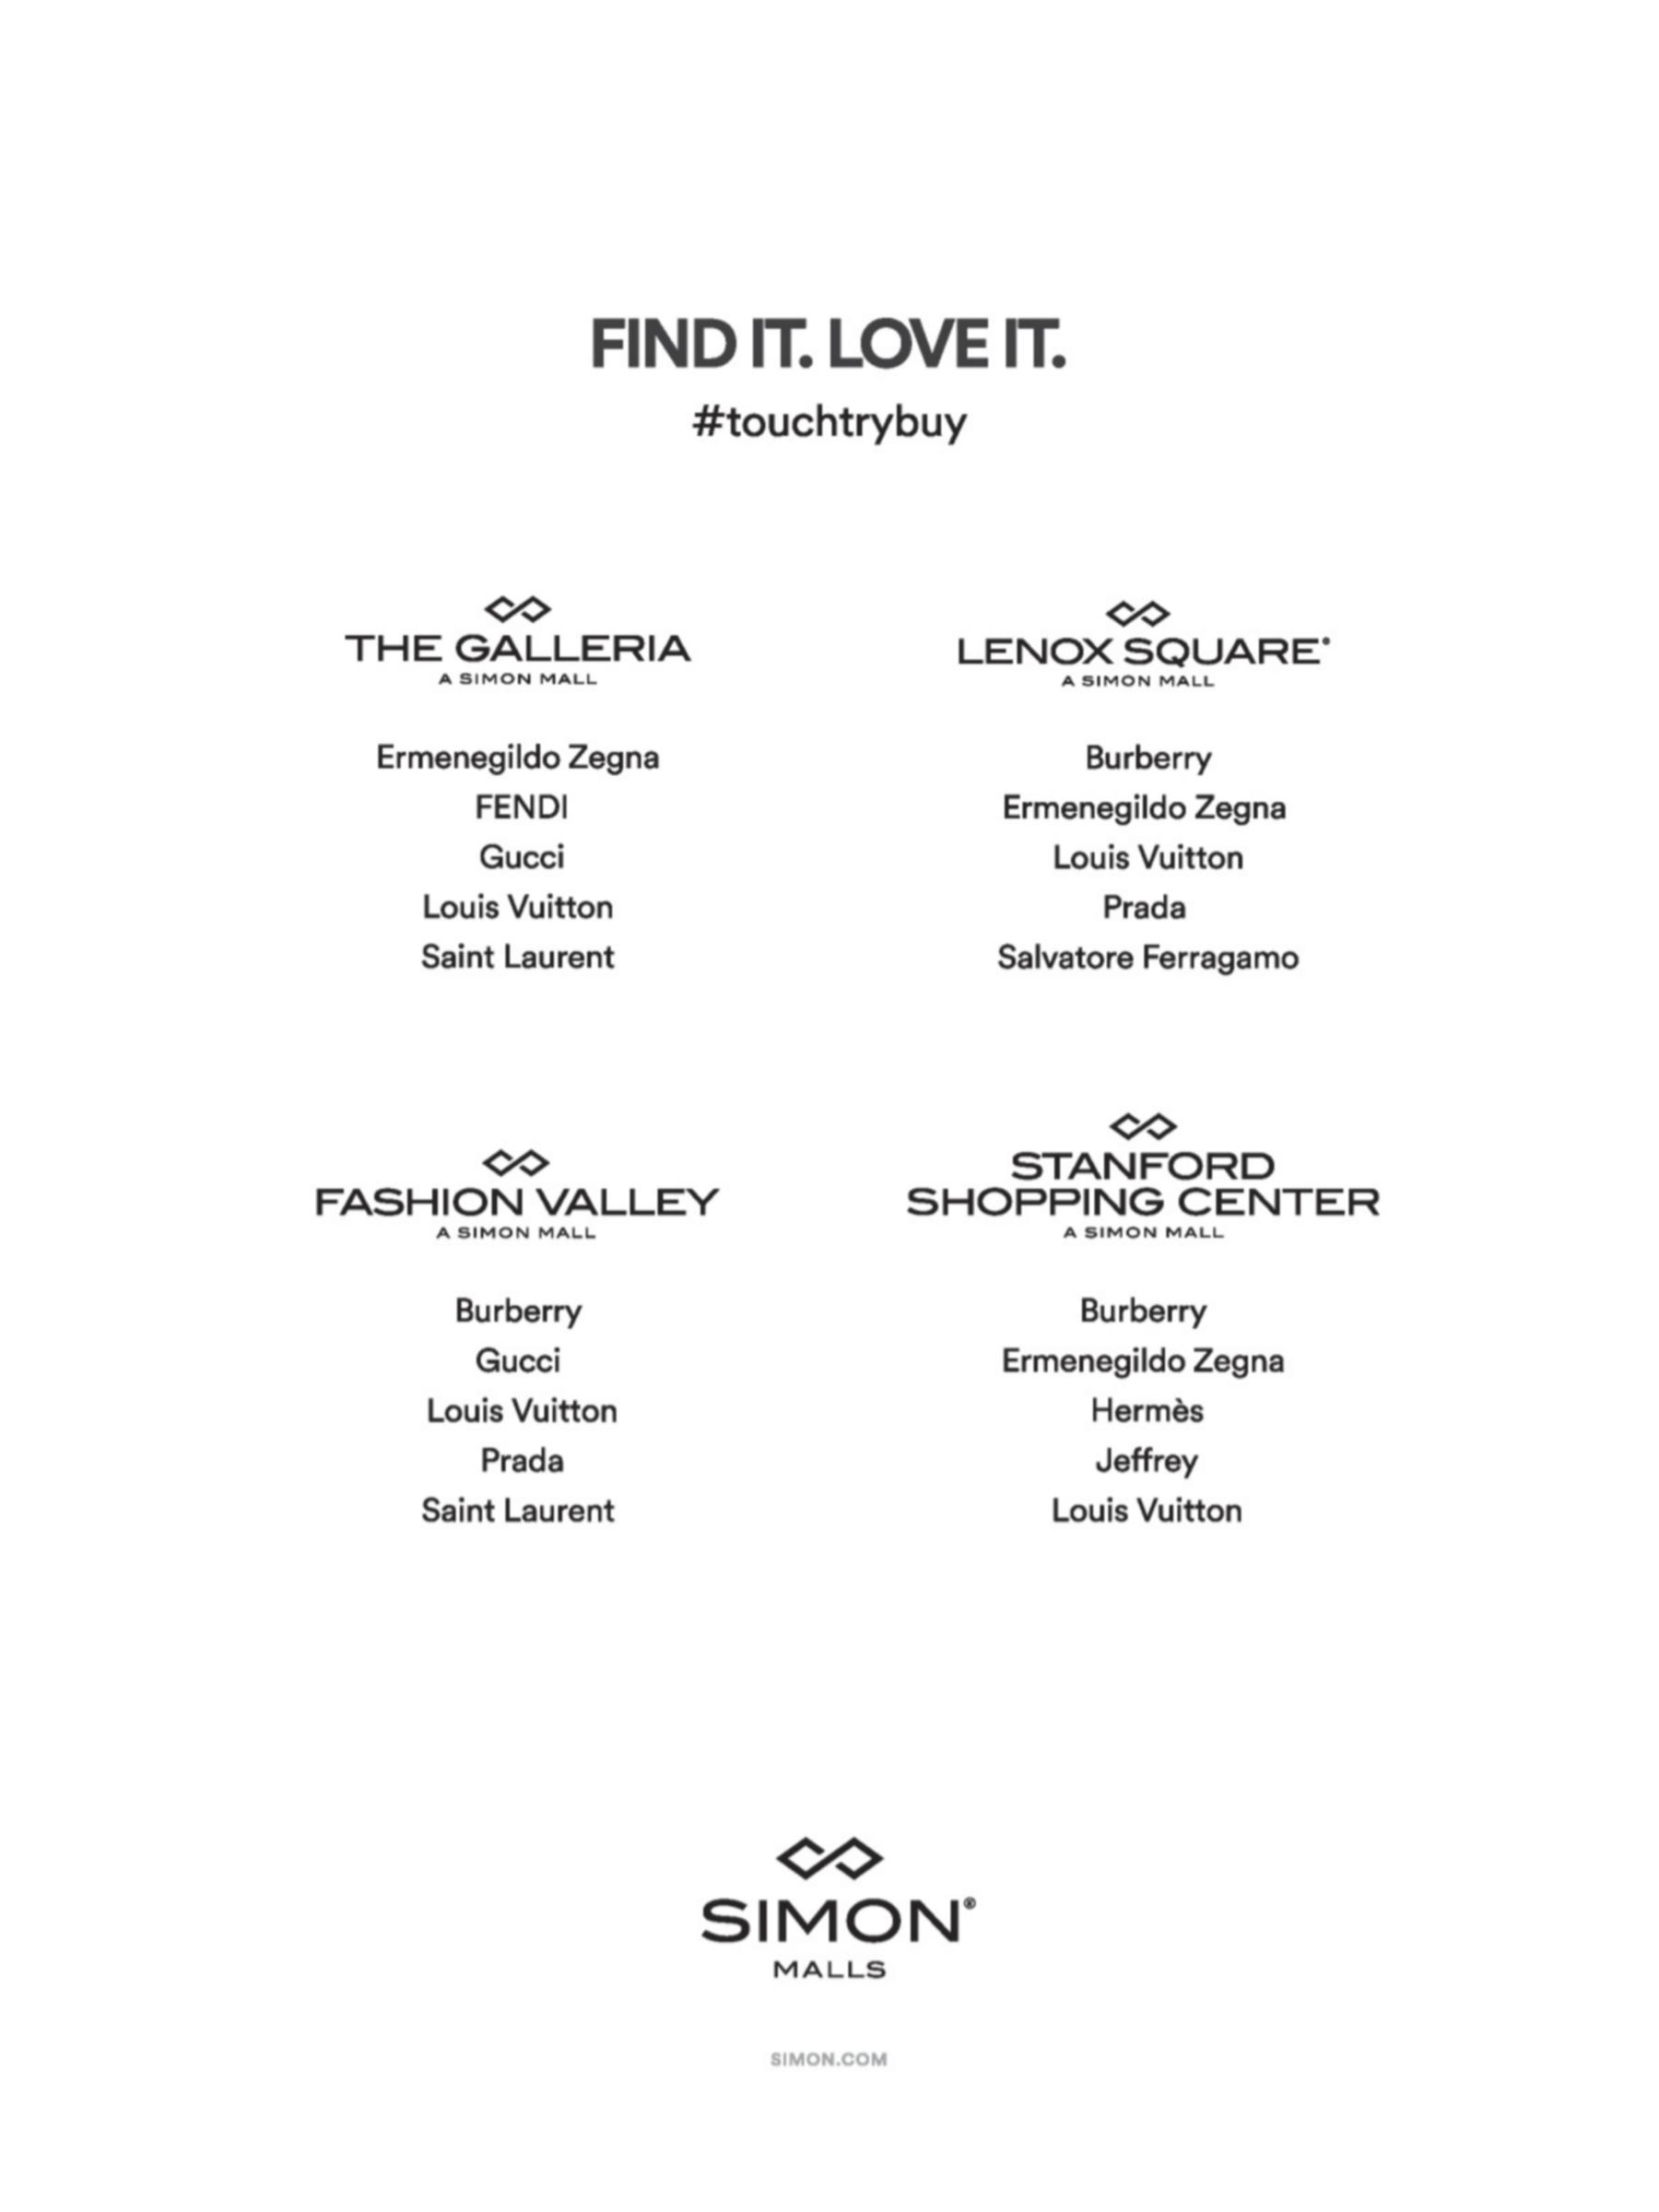 FIND IT. LOVE IT.
#touchtrybuy
THE GALLERIA
A SIMON MALL
Ermenegildo Zegna
FENDI
Gucci
Louis Vuitton
Saint Laurent
LENOX SQUARE®
A SIMON MALL
Burberry
Ermenegildo Zegna
Louis Vuitton
Prada
Salvatore Ferragamo
FASHION VALLEY
A SIMON MALL
Burberry
Gucci
Louis Vuitton
Prada
Saint Laurent
STANFORD
SHOPPING CENTER
A SIMON MALL
Burberry
Ermenegildo Zegna
Hermès
Jeffrey
Louis Vuitton
SIMON®
MALLS
SIMON.COM